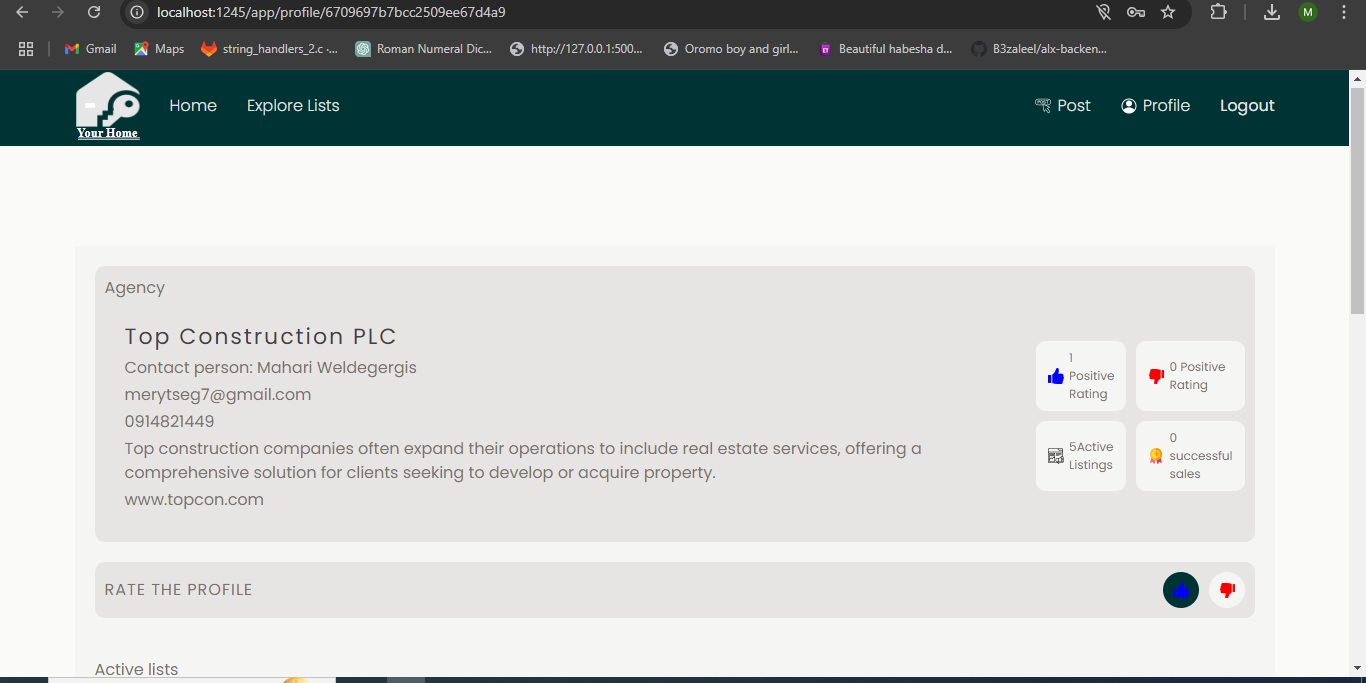 localhost:1245/app/profile/6709697b7bcc2509ee67d4a9
M
Gmail
Maps
string_handlers_2.c ·...
Roman Numeral Dic...
http://127.0.0.1:500...
Oromo boy and girl...
ET
Beautiful habesha d...
B3zaleel/alx-backen...
Your Home
Home
Explore Lists
POST
Post
Profile
Logout
Agency
Top Construction PLC
Contact person: Mahari Weldegergis
merytseg7@gmail.com
0914821449
Top construction companies often expand their operations to include real estate services, offering a
comprehensive solution for clients seeking to develop or acquire property.
www.topcon.com
1
Positive
Rating
0 Positive
Rating
5Active
Listings
0
successful
sales
RATE THE PROFILE
Active lists